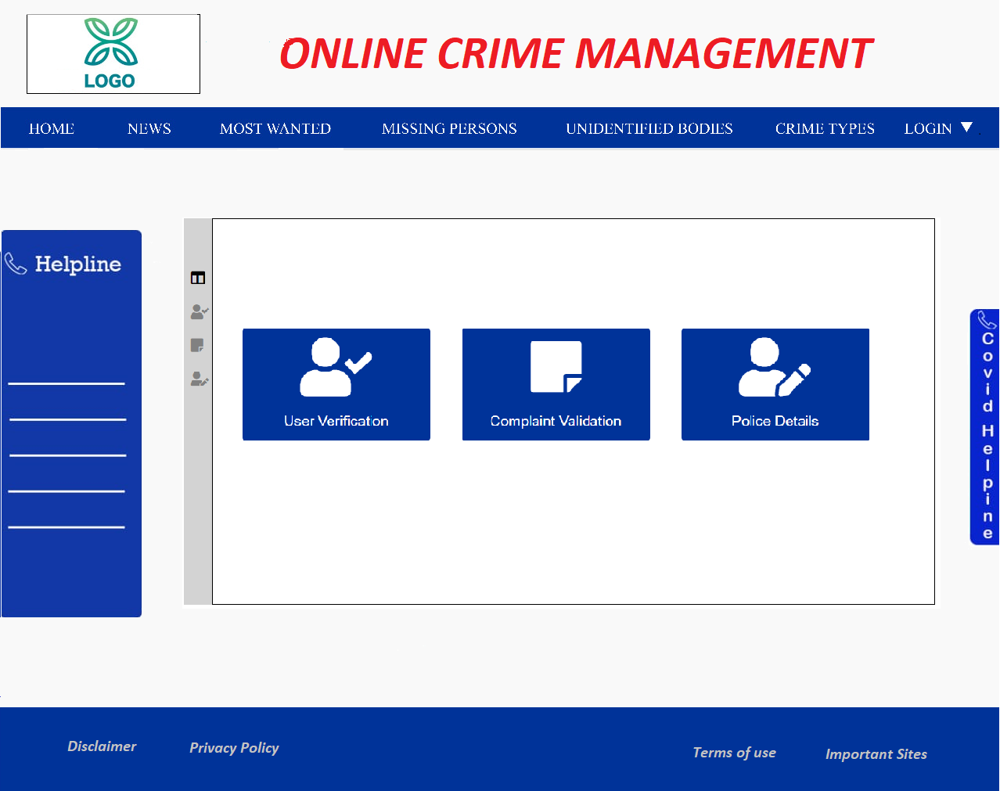 LOGO
ONLINE CRIME MANAGEMENT
HOME NEWS MOST WANTED MISSING PERSONS UNIDENTIFIED BODIES CRIME TYPES LOGIN ▼
Helpline
User Verification Complaint Validation Police Details
Covid Helpine
Disclaimer Privacy Policy Terms of use Important Sites